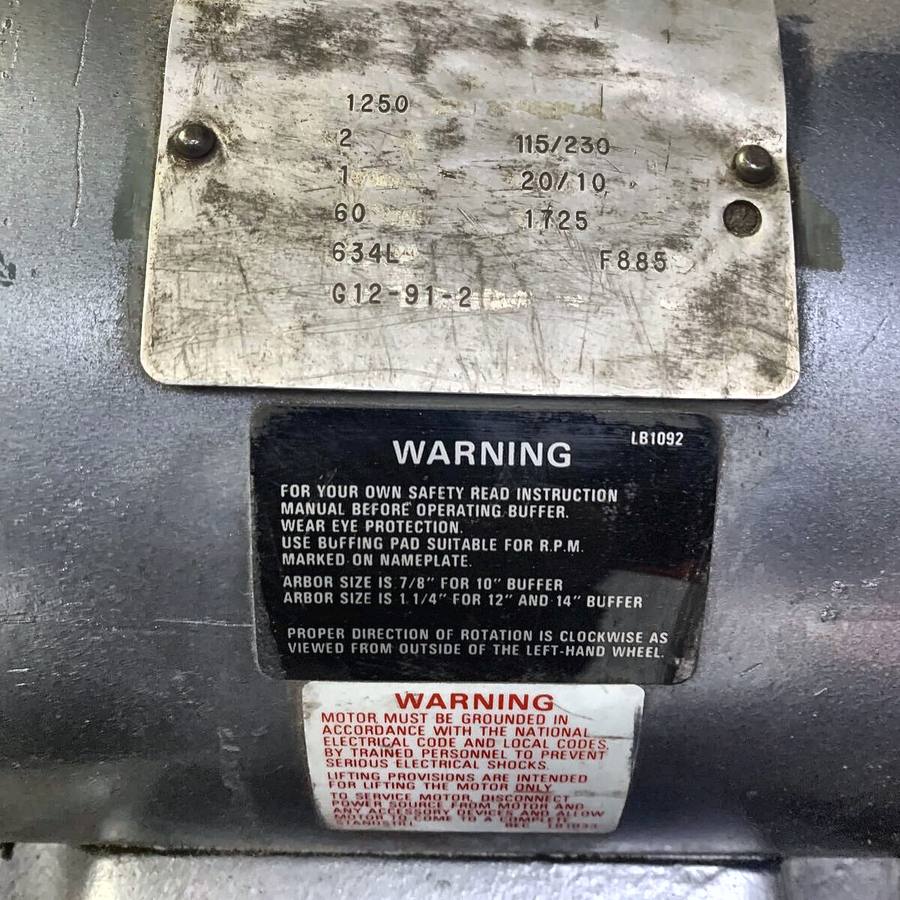 1250
2 115/230
1 20/10
60 1725
634L F885
G12-91-2
WARNING LB1092
FOR YOUR OWN SAFETY READ INSTRUCTION
MANUAL BEFORE OPERATING BUFFER.
WEAR EYE PROTECTION.
USE BUFFING PAD SUITABLE FOR R.P.M.
MARKED ON NAMEPLATE.
ARBOR SIZE IS 7/8" FOR 10" BUFFER
ARBOR SIZE IS 1 1/4" FOR 12" AND 14" BUFFER
PROPER DIRECTION OF ROTATION IS CLOCKWISE AS
VIEWED FROM OUTSIDE OF THE LEFT-HAND WHEEL.
WARNING
MOTOR MUST BE GROUNDED IN
ACCORDANCE WITH THE NATIONAL
ELECTRICAL CODE AND LOCAL CODES,
BY TRAINED PERSONNEL TO PREVENT
SERIOUS ELECTRICAL SHOCKS.
LIFTING PROVISIONS ARE INTENDED
FOR LIFTING THE MOTOR ONLY
TO SERVICE MOTOR, DISCONNECT
POWER SOURCE FROM MOTOR AND
ANY ACCESSORY DEVICES AND ALLOW
MOTOR TO COME TO A COMPLETE
STANDSTILL